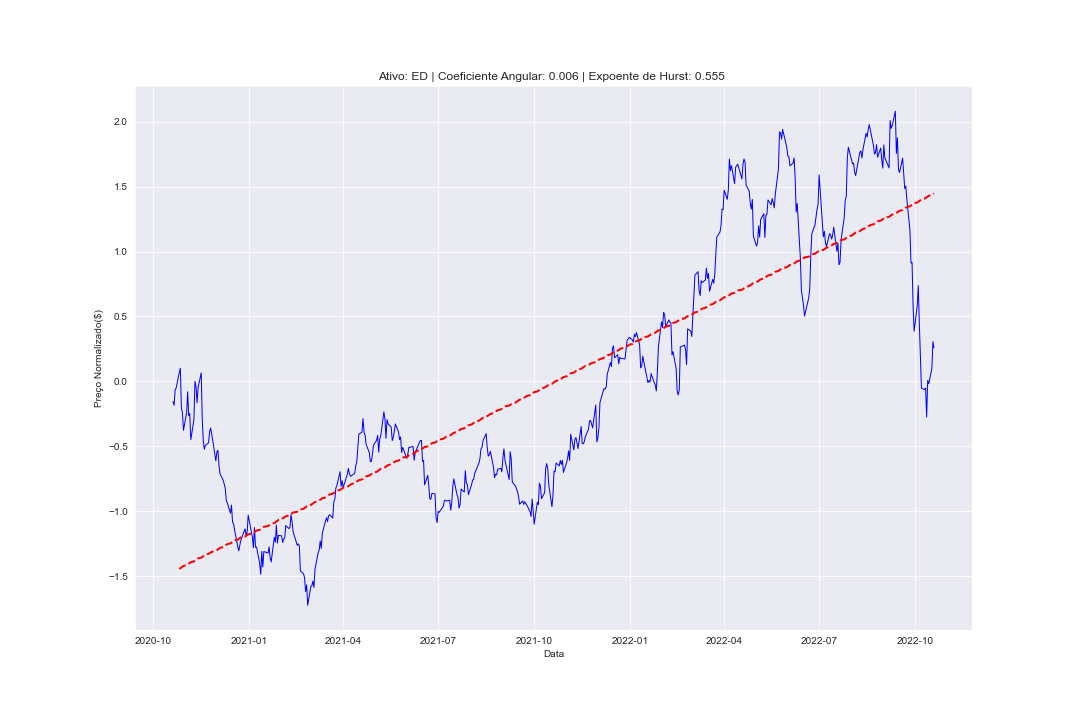 Ativo: ED | Coeficiente Angular: 0.006 | Expoente de Hurst: 0.555
Preço Normalizado($)
2.0
1.5
1.0
0.5
0.0
−0.5
−1.0
−1.5
2020-10 2021-01 2021-04 2021-07 2021-10 2022-01 2022-04 2022-07 2022-10
Data